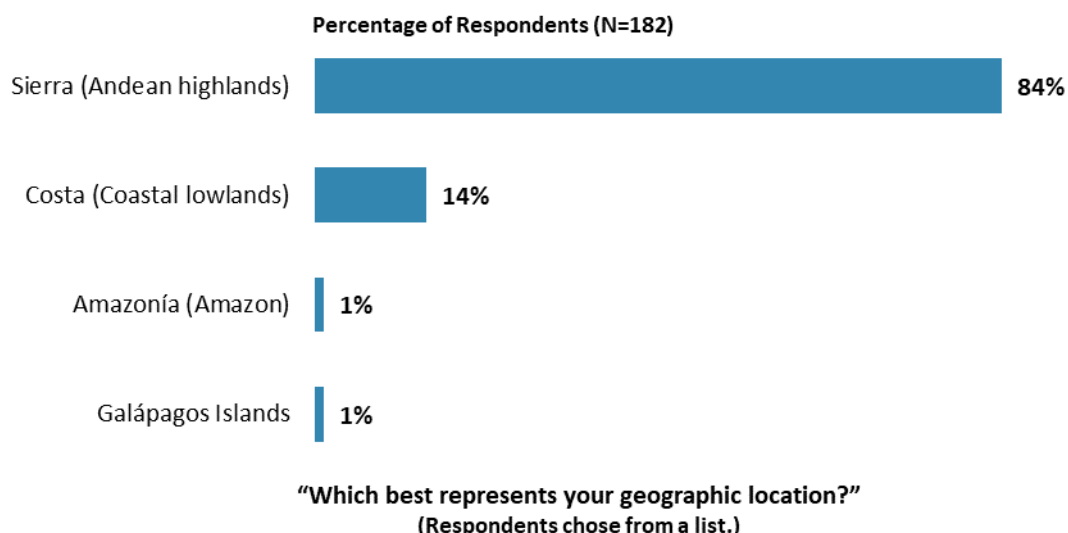 Percentage of Respondents (N=182)
Sierra (Andean highlands)
84%
Costa (Coastal lowlands)
14%
Amazonía (Amazon)
1%
Galápagos Islands
1%
“Which best represents your geographic location?”
(Respondents chose from a list.)